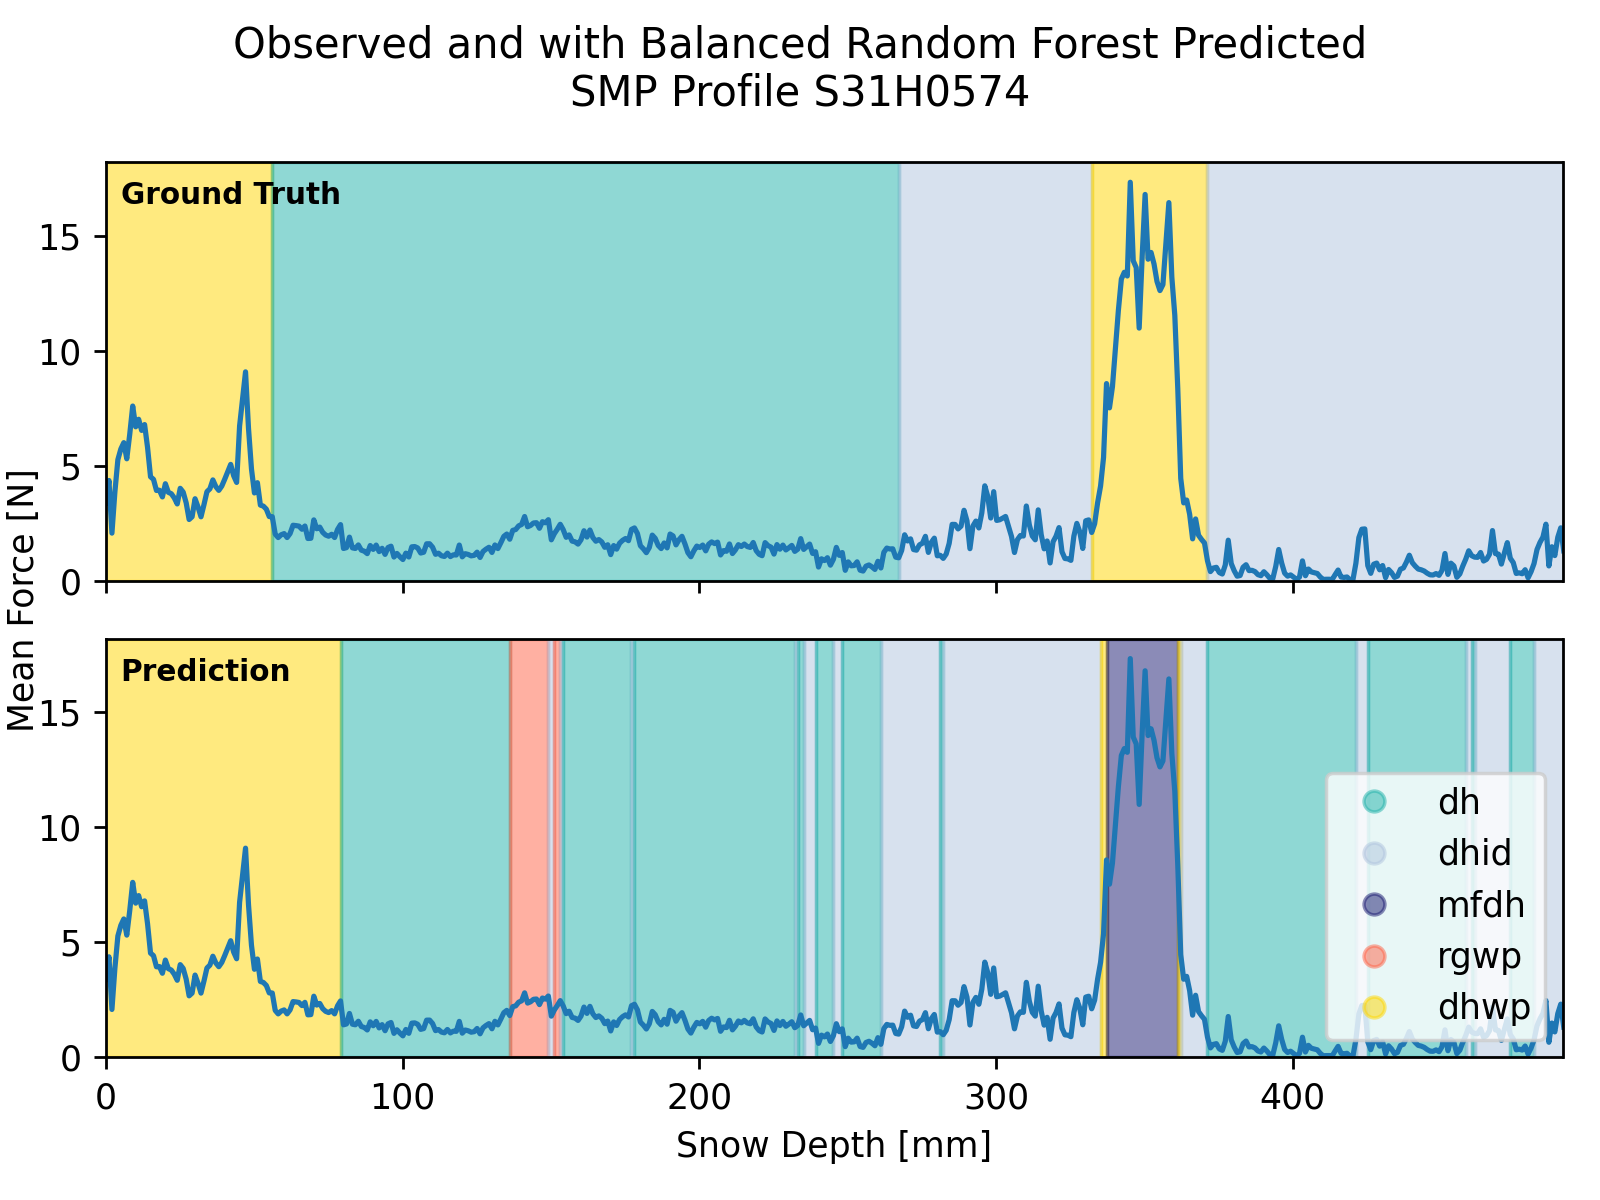 Observed and with Balanced Random Forest Predicted
SMP Profile S31H0574
Mean Force [N]
Ground Truth
15
10
5
0
Prediction
15
10
5
0
dh
dhid
mfdh
rgwp
dhwp
0 100 200 300 400
Snow Depth [mm]